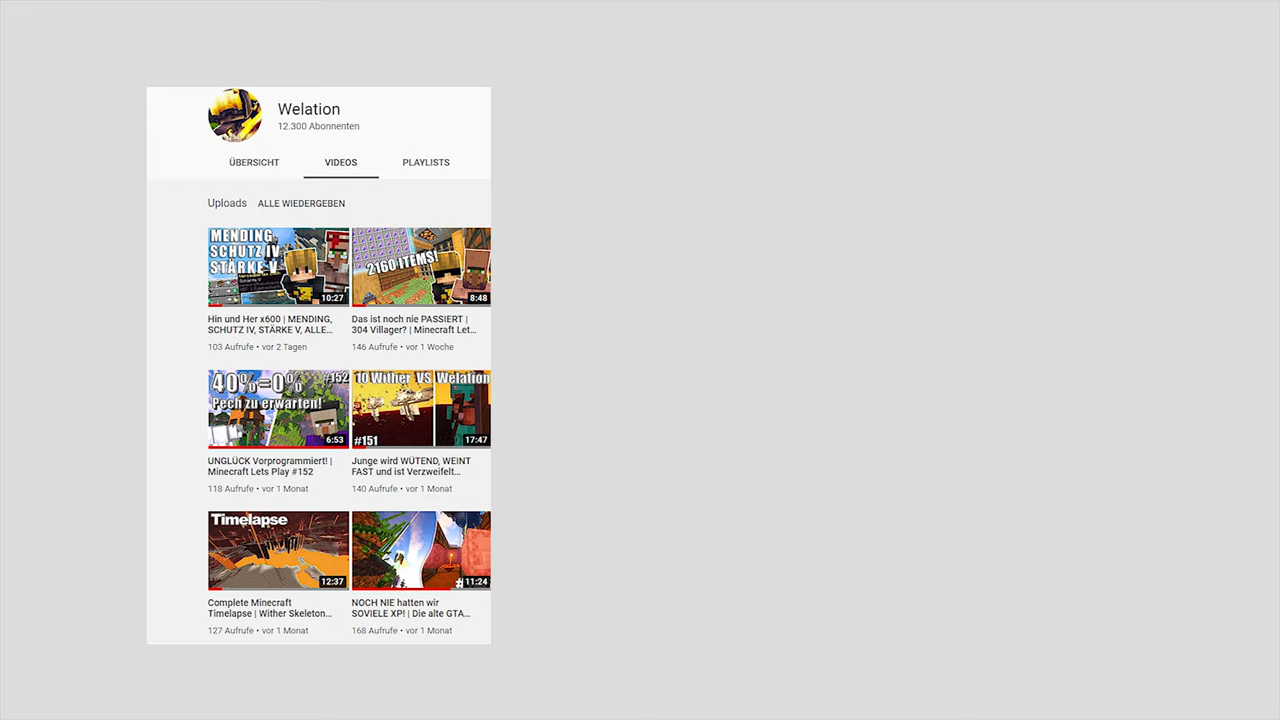 Welation
12.300 Abonnenten
ÜBERSICHT VIDEOS PLAYLISTS
Uploads ALLE WIEDERGEBEN
MENDING
SCHUTZ IV
STÄRKE V
10:27
2160 ITEMS!
8:48
Hin und Her x600 | MENDING,
SCHUTZ IV, STÄRKE V, ALLE...
103 Aufrufe • vor 2 Tagen
Das ist noch nie PASSIERT |
304 Villager? | Minecraft Let...
146 Aufrufe • vor 1 Woche
40%=0% #152
Pech zu erwarten!
6:53
10 Wither VS Welation
#151
17:47
UNGLÜCK Vorprogrammiert! |
Minecraft Lets Play #152
118 Aufrufe • vor 1 Monat
Junge wird WÜTEND, WEINT
FAST und ist Verzweifelt...
140 Aufrufe • vor 1 Monat
Timelapse
12:37
#
11:24
Complete Minecraft
Timelapse | Wither Skeleton...
127 Aufrufe • vor 1 Monat
NOCH NIE hatten wir
SOVIELE XP! | Die alte GTA...
168 Aufrufe • vor 1 Monat